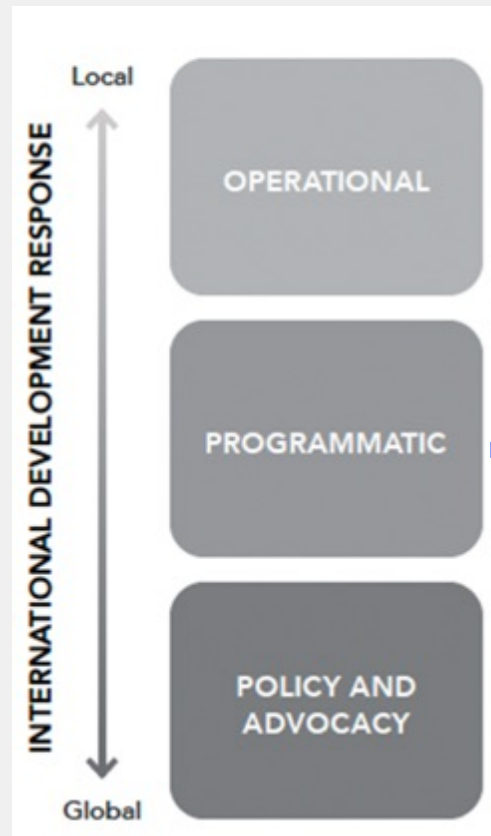 Local
INTERNATIONAL DEVELOPMENT RESPONSE
OPERATIONAL
PROGRAMMATIC
POLICY AND
ADVOCACY
Global